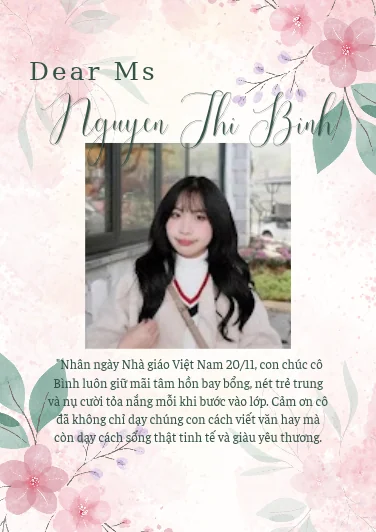 Dear Ms
Nguyen Thi Binh
"Nhân ngày Nhà giáo Việt Nam 20/11, con chúc cô
Bình luôn giữ mãi tâm hồn bay bổng, nét trẻ trung
và nụ cười tỏa nắng mỗi khi bước vào lớp. Cảm ơn cô
đã không chỉ dạy chúng con cách viết văn hay mà
còn dạy cách sống thật tinh tế và giàu yêu thương.